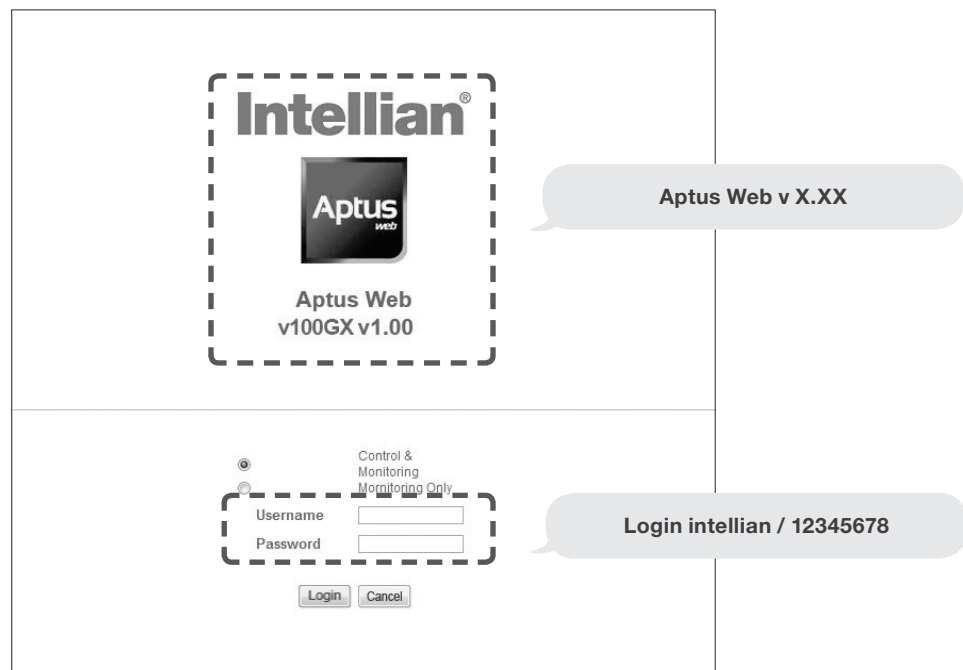 Intellian®
Aptus
web
Aptus Web
v100GX v1.00
Aptus Web v X.XX
Control &
Monitoring
Mornitoring Only
Username
Password
Login intellian / 12345678
Login Cancel